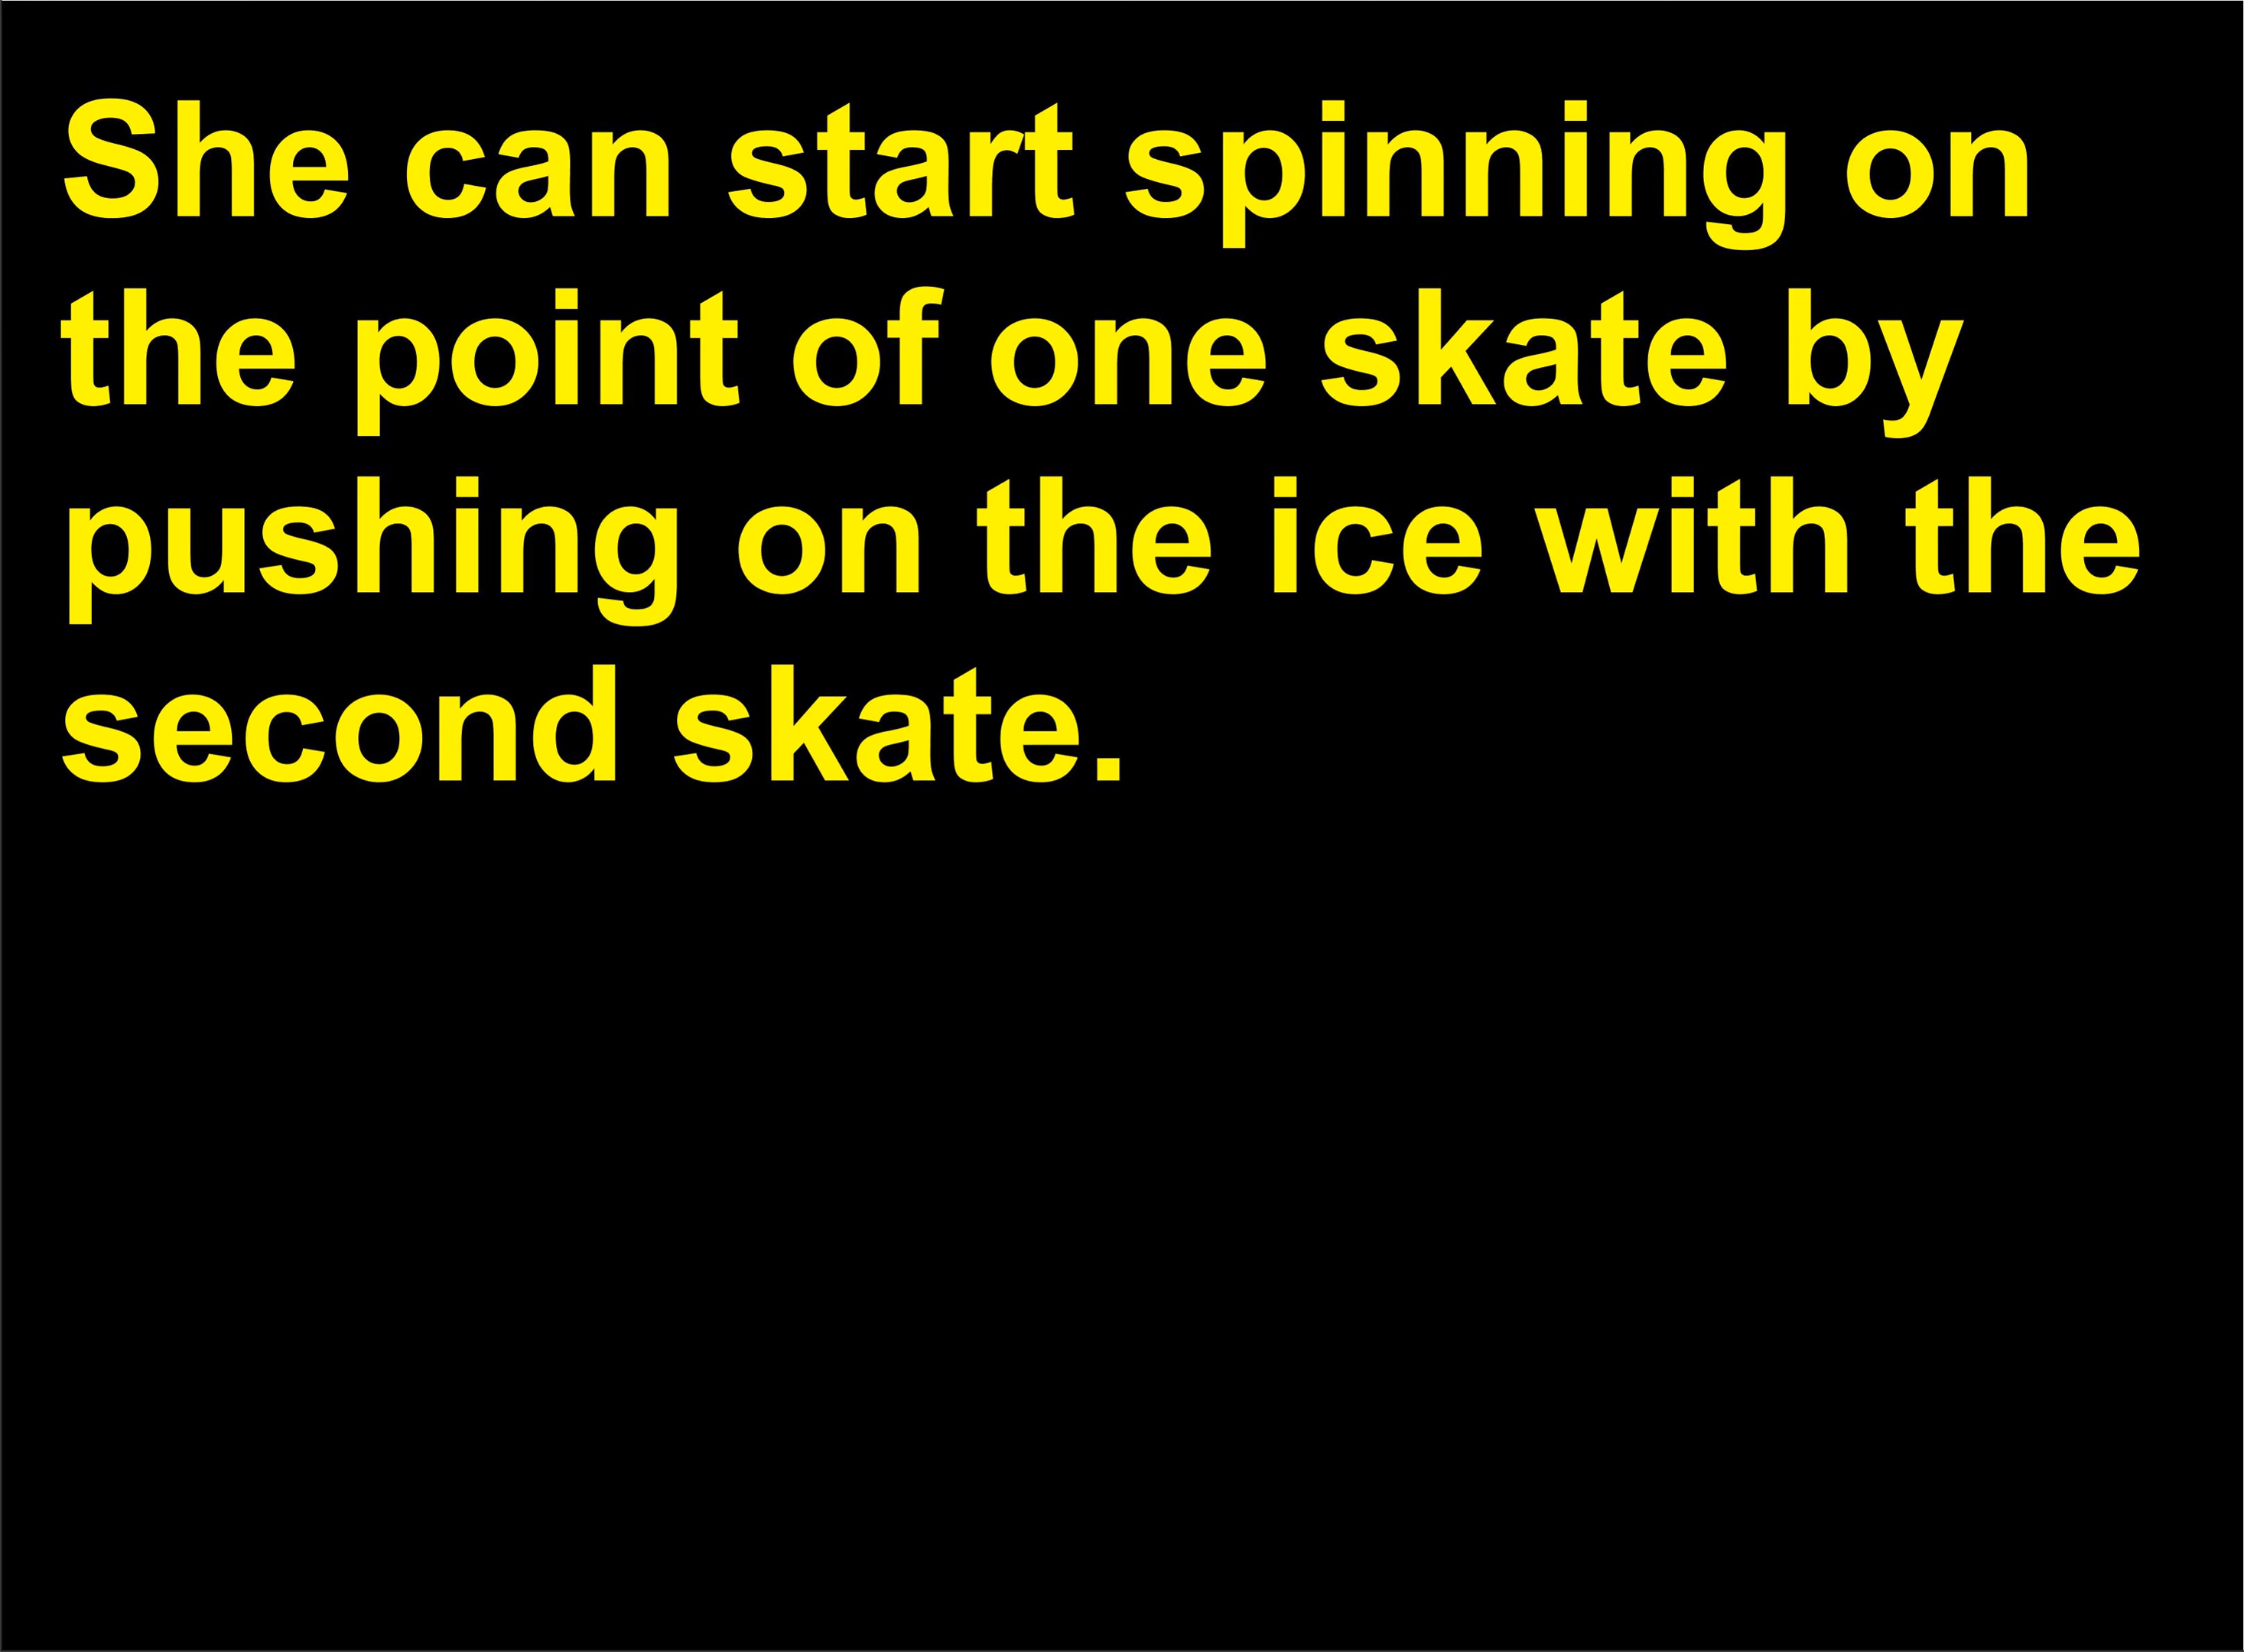 She can start spinning on
the point of one skate by
pushing on the ice with the
second skate.